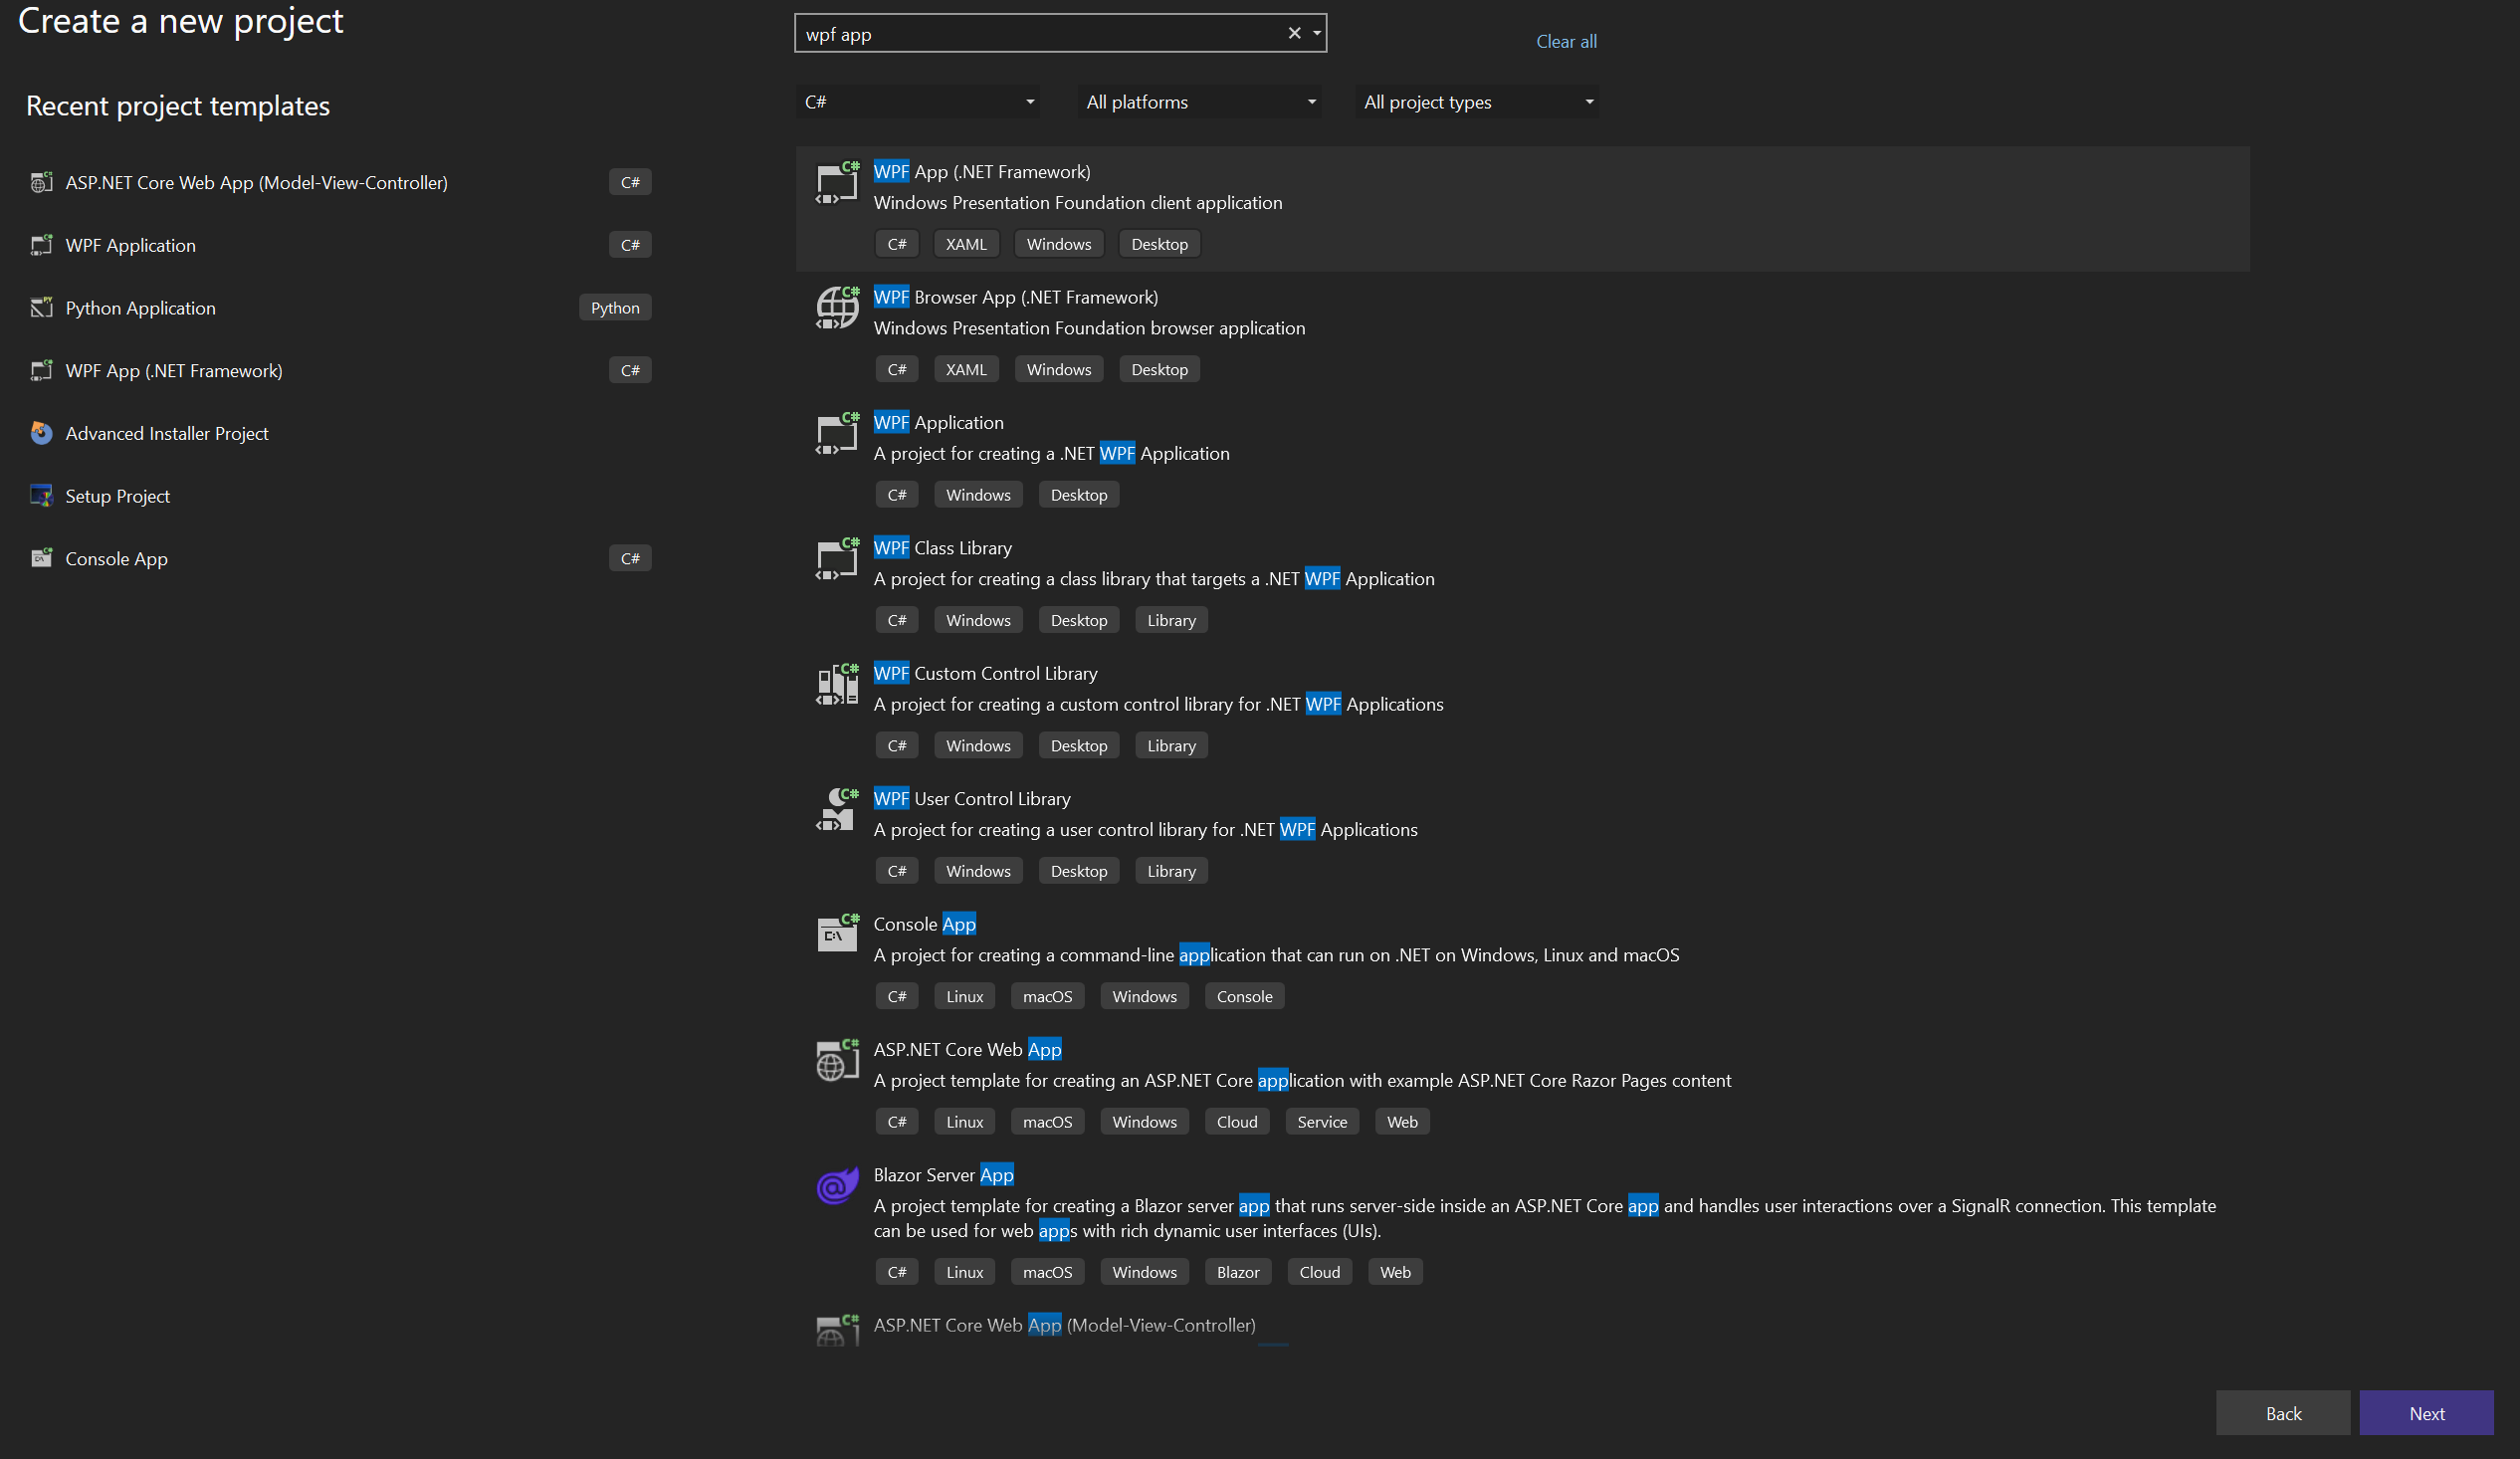 Create a new project
wpf app
Clear all
Recent project templates
C#
All platforms
All project types
ASP.NET Core Web App (Model-View-Controller)
C#
WPF Application
C#
Python Application
Python
WPF App (.NET Framework)
C#
Advanced Installer Project
Setup Project
Console App
C#
WPF App (.NET Framework)
Windows Presentation Foundation client application
C# XAML Windows Desktop
WPF Browser App (.NET Framework)
Windows Presentation Foundation browser application
C# XAML Windows Desktop
WPF Application
A project for creating a .NET WPF Application
C# Windows Desktop
WPF Class Library
A project for creating a class library that targets a .NET WPF Application
C# Windows Desktop Library
WPF Custom Control Library
A project for creating a custom control library for .NET WPF Applications
C# Windows Desktop Library
WPF User Control Library
A project for creating a user control library for .NET WPF Applications
C# Windows Desktop Library
Console App
A project for creating a command-line application that can run on .NET on Windows, Linux and macOS
C# Linux macOS Windows Console
ASP.NET Core Web App
A project template for creating an ASP.NET Core application with example ASP.NET Core Razor Pages content
C# Linux macOS Windows Cloud Service Web
Blazor Server App
A project template for creating a Blazor server app that runs server-side inside an ASP.NET Core app and handles user interactions over a SignalR connection. This template
can be used for web apps with rich dynamic user interfaces (UIs).
C# Linux macOS Windows Blazor Cloud Web
ASP.NET Core Web App (Model-View-Controller)
Back
Next